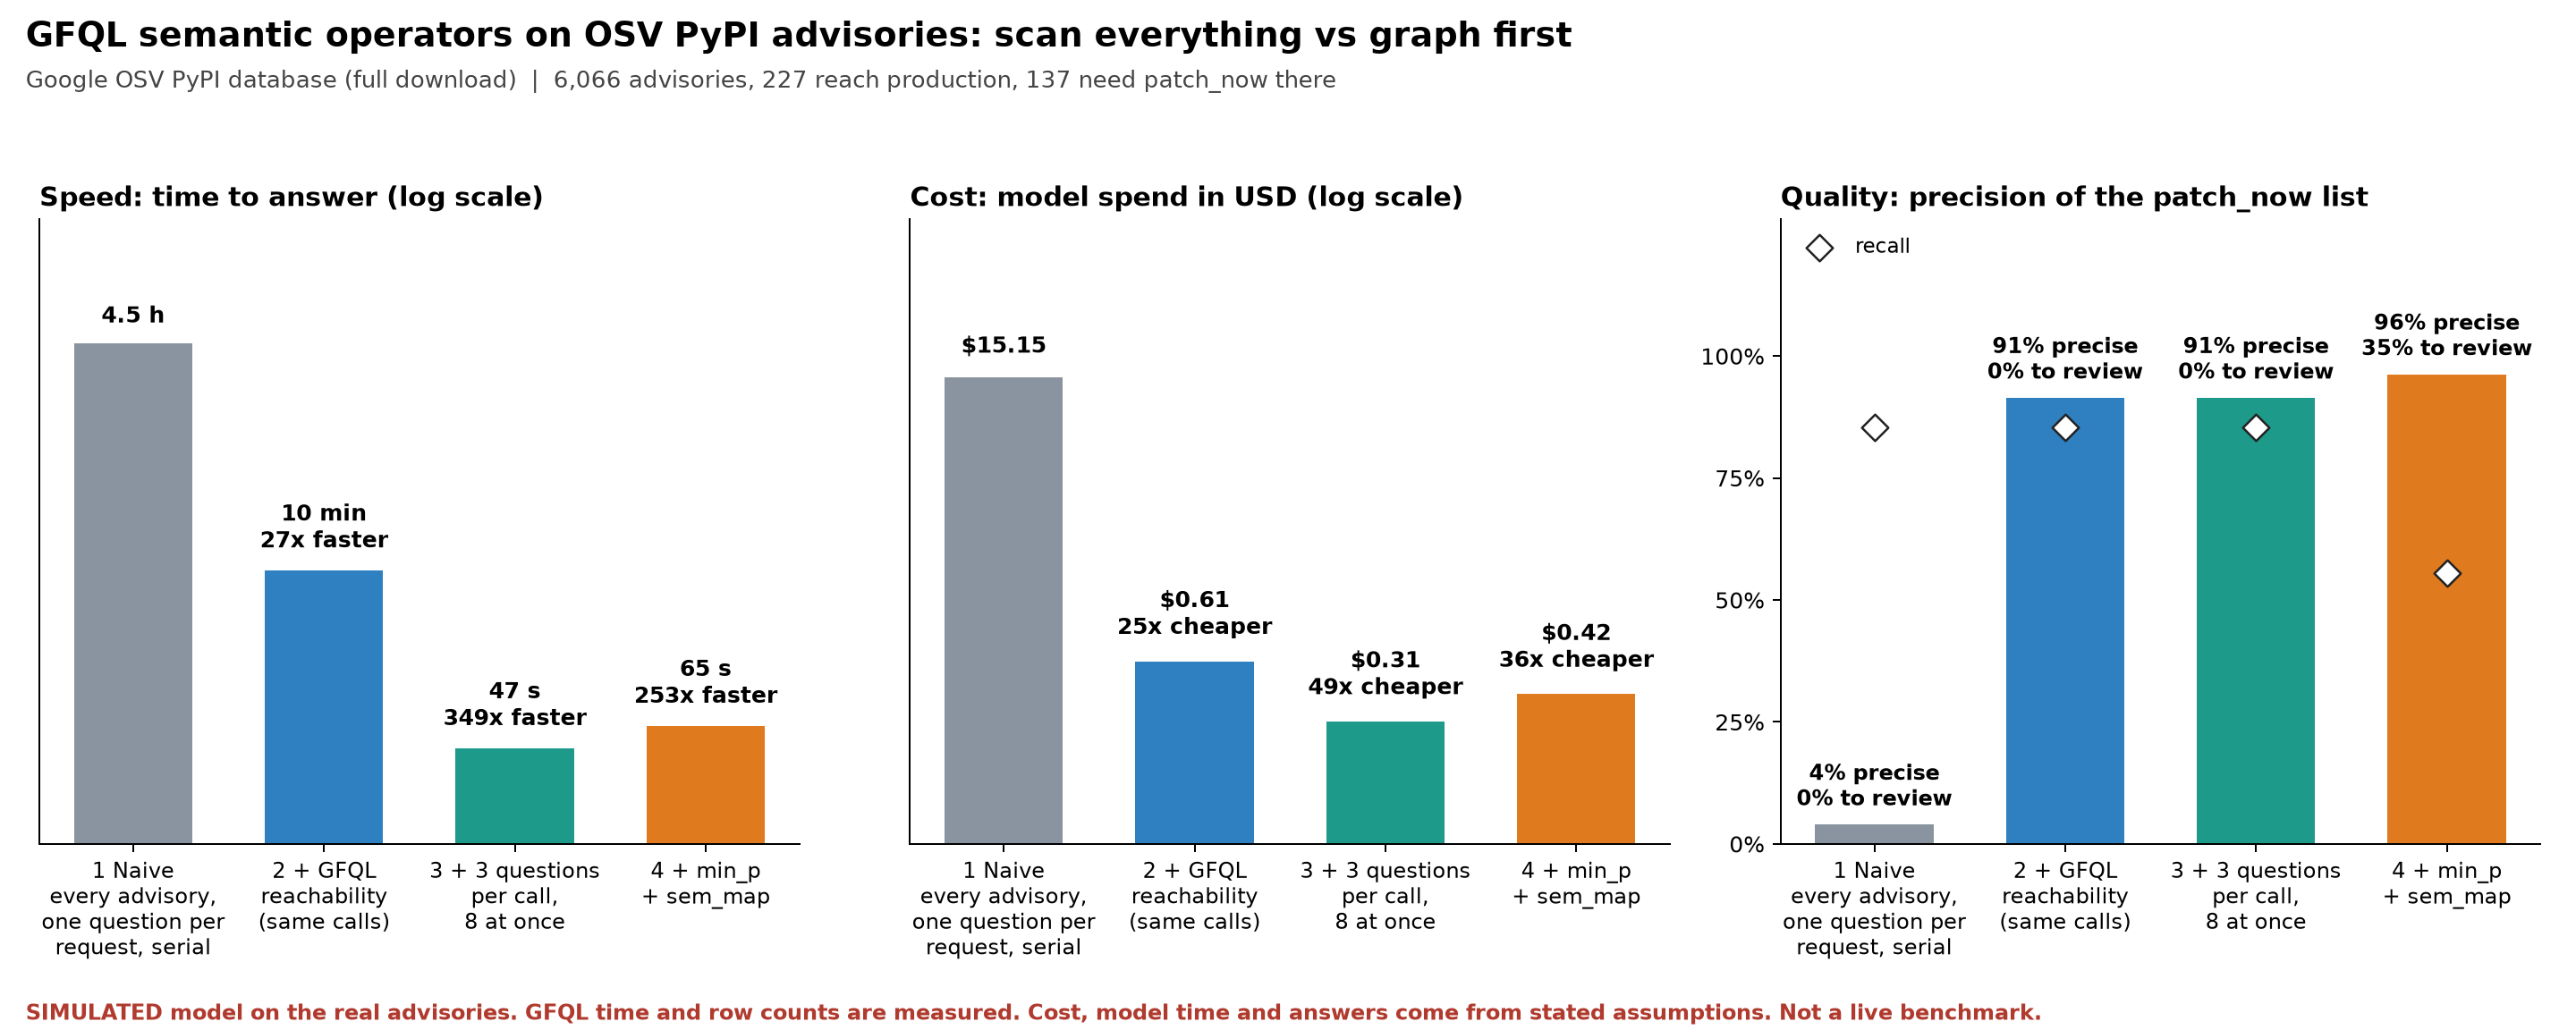 GFQL semantic operators on OSV PyPI advisories: scan everything vs graph first
Google OSV PyPI database (full download)  |  6,066 advisories, 227 reach production, 137 need patch_now there
Speed: time to answer (log scale)
4.5 h
10 min
27x faster
47 s
349x faster
65 s
253x faster
1 Naive
every advisory,
one question per
request, serial
2 + GFQL
reachability
(same calls)
3 + 3 questions
per call,
8 at once
4 + min_p
+ sem_map
Cost: model spend in USD (log scale)
$15.15
$0.61
25x cheaper
$0.31
49x cheaper
$0.42
36x cheaper
1 Naive
every advisory,
one question per
request, serial
2 + GFQL
reachability
(same calls)
3 + 3 questions
per call,
8 at once
4 + min_p
+ sem_map
Quality: precision of the patch_now list
recall
100%
75%
50%
25%
0%
4% precise
0% to review
91% precise
0% to review
91% precise
0% to review
96% precise
35% to review
1 Naive
every advisory,
one question per
request, serial
2 + GFQL
reachability
(same calls)
3 + 3 questions
per call,
8 at once
4 + min_p
+ sem_map
SIMULATED model on the real advisories. GFQL time and row counts are measured. Cost, model time and answers come from stated assumptions. Not a live benchmark.